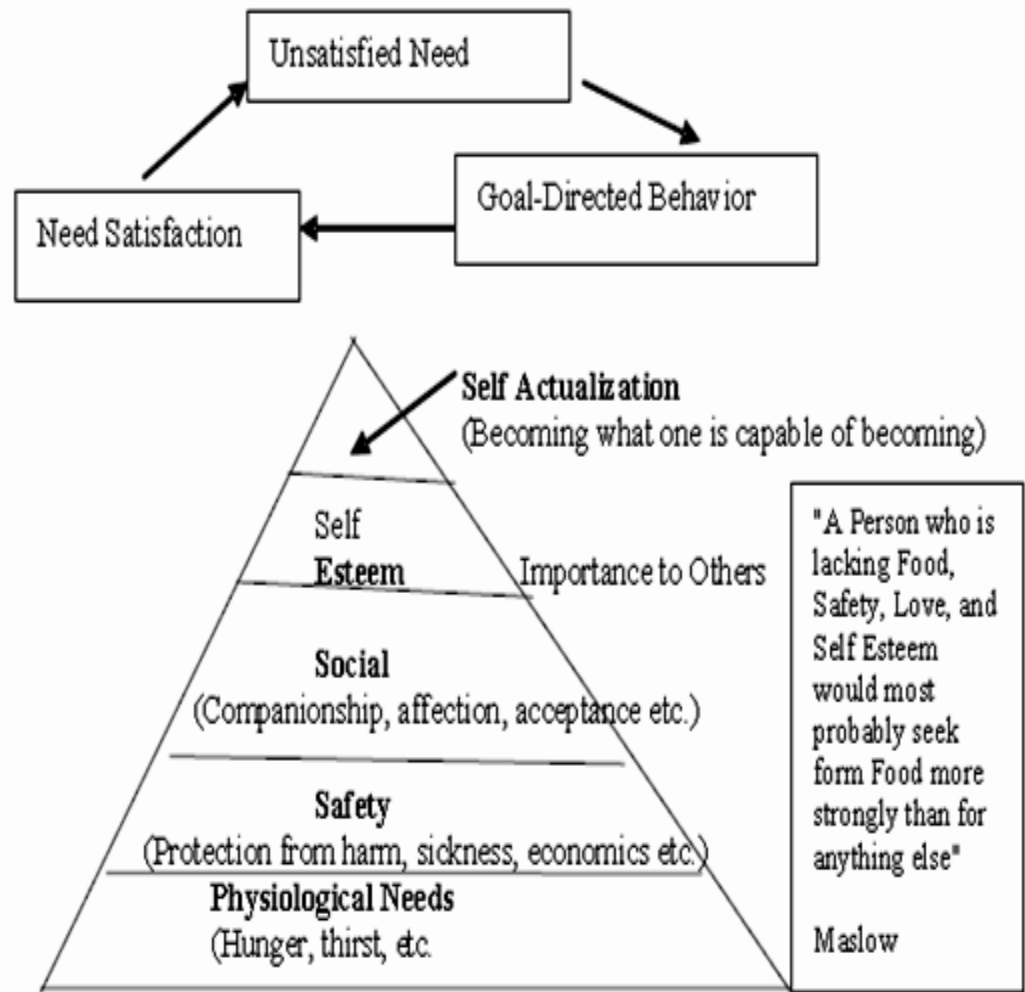 Unsatisfied Need
Goal-Directed Behavior
Need Satisfaction
Self Actualization
(Becoming what one is capable of becoming)
Self
Esteem
Importance to Others
Social
(Companionship, affection, acceptance etc.)
Safety
(Protection from harm, sickness, economics etc.)
Physiological Needs
(Hunger, thirst, etc.
"A Person who is
lacking Food,
Safety, Love, and
Self Esteem
would most
probably seek
form Food more
strongly than for
anything else"
Maslow